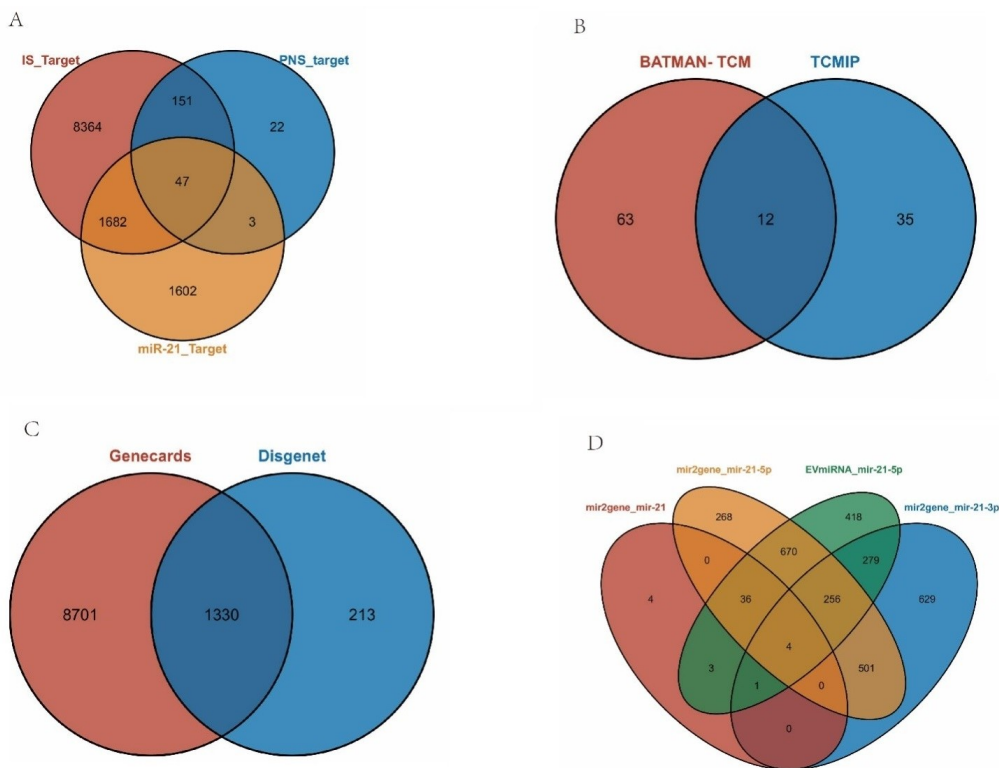 A
IS_Target
PNS_target
151
8364
22
47
1682
3
1602
miR-21_Target
B
BATMAN- TCM
TCMIP
63
12
35
C
Genecards
Disgenet
8701
1330
213
D
mir2gene_mir-21-5p
EVmiRNA_mir-21-5p
mir2gene_mir-21
mir2gene_mir-21-3p
268
418
670
0
279
4
36
256
629
4
3
501
1
0
0